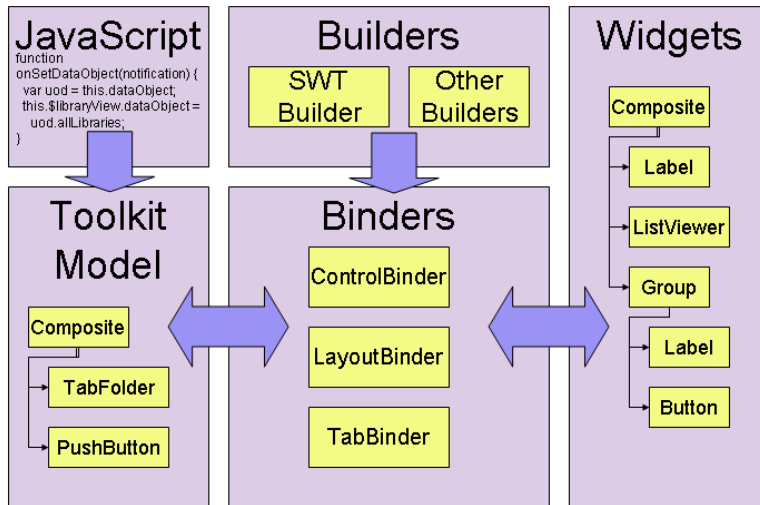 JavaScript
function
onSetDataObject(notification) {
var uod = this.dataObject;
this.$libraryView.dataObject =
uod.allLibraries;
}
Builders
SWT
Builder
Other
Builders
Widgets
Composite
Label
ListViewer
Group
Label
Button
Toolkit
Model
Composite
TabFolder
PushButton
Binders
ControlBinder
LayoutBinder
TabBinder